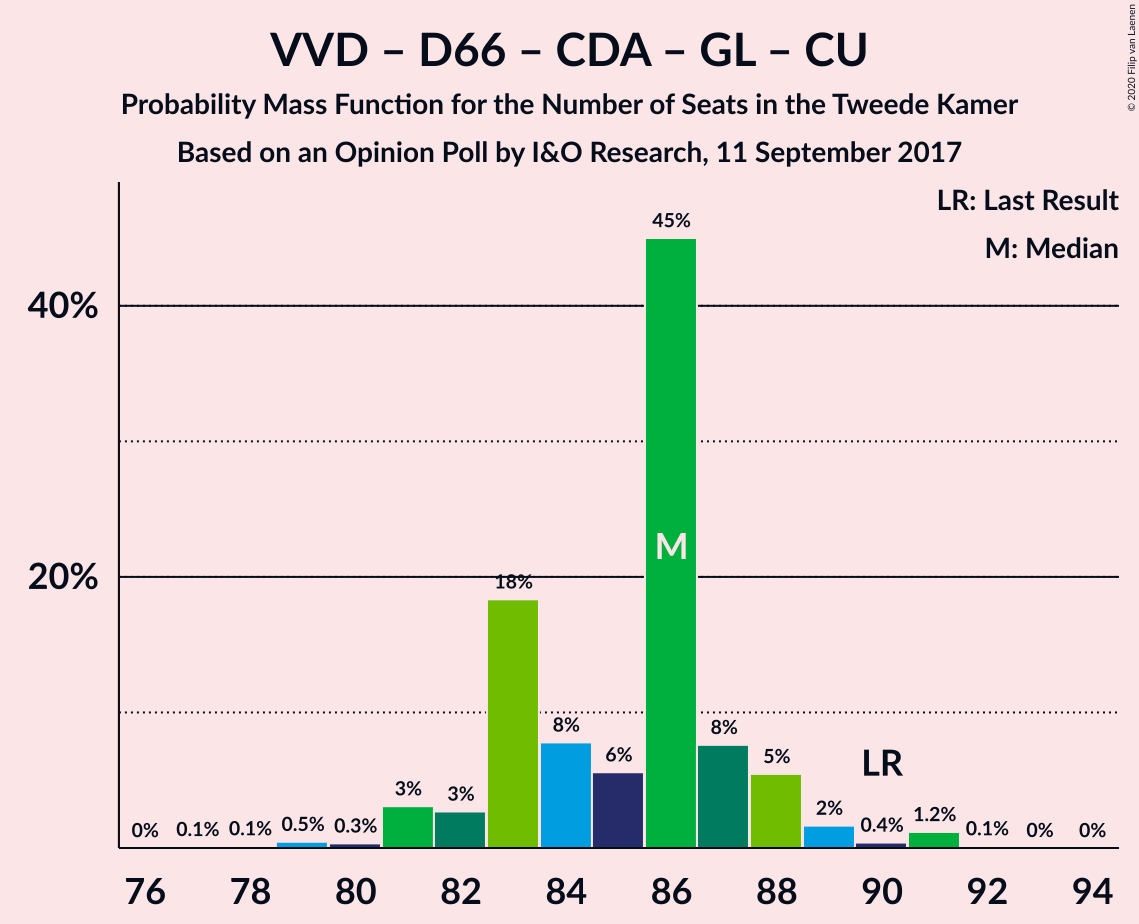 VVD – D66 – CDA – GL – CU
Probability Mass Function for the Number of Seats in the Tweede Kamer
Based on an Opinion Poll by I&O Research, 11 September 2017
© 2020 Filip van Laenen
LR: Last Result
M: Median
40%
20%
0%
0.1%
0.1%
0.5%
0.3%
3%
3%
18%
8%
6%
45%
M
8%
5%
2%
LR
0.4%
1.2%
0.1%
0%
0%
76 78 80 82 84 86 88 90 92 94